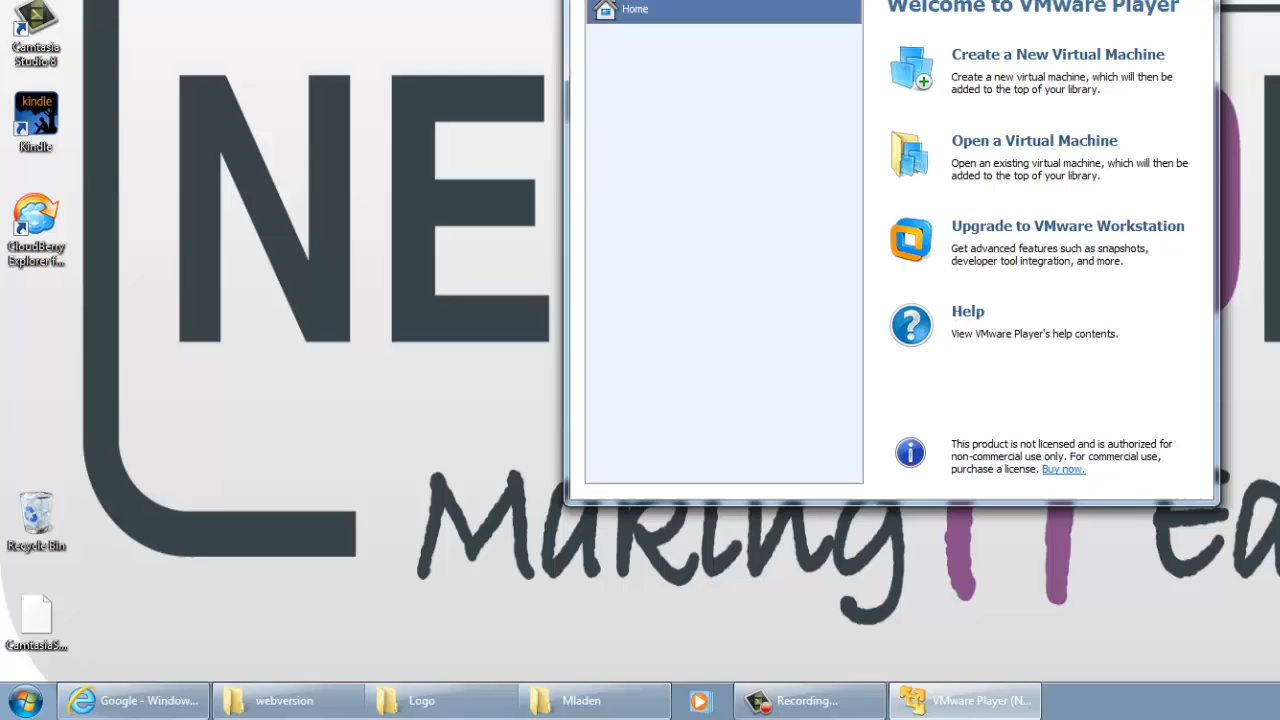 Camtasia
Studio 8
kindle
Kindle
CloudBerry
Explorer f...
Recycle Bin
CamtasiaS...
NE
Making IT Ea
Home
Welcome to VMware Player
Create a New Virtual Machine
Create a new virtual machine, which will then be
added to the top of your library.
Open a Virtual Machine
Open an existing virtual machine, which will then be
added to the top of your library.
Upgrade to VMware Workstation
Get advanced features such as snapshots,
developer tool integration, and more.
Help
View VMware Player's help contents.
This product is not licensed and is authorized for
non-commercial use only. For commercial use,
purchase a license. Buy now.
Google - Window...
webversion
Logo
Mladen
Recording...
VMware Player (N...